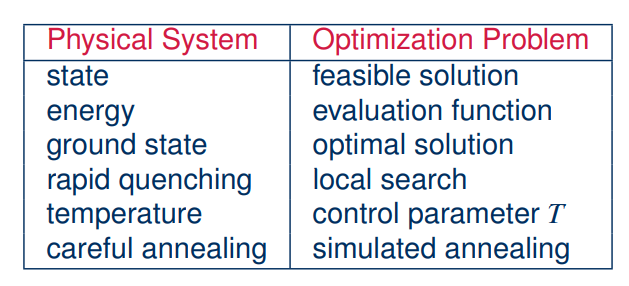 Physical System Optimization Problem
state feasible solution
energy evaluation function
ground state optimal solution
rapid quenching local search
temperature control parameter T
careful annealing simulated annealing